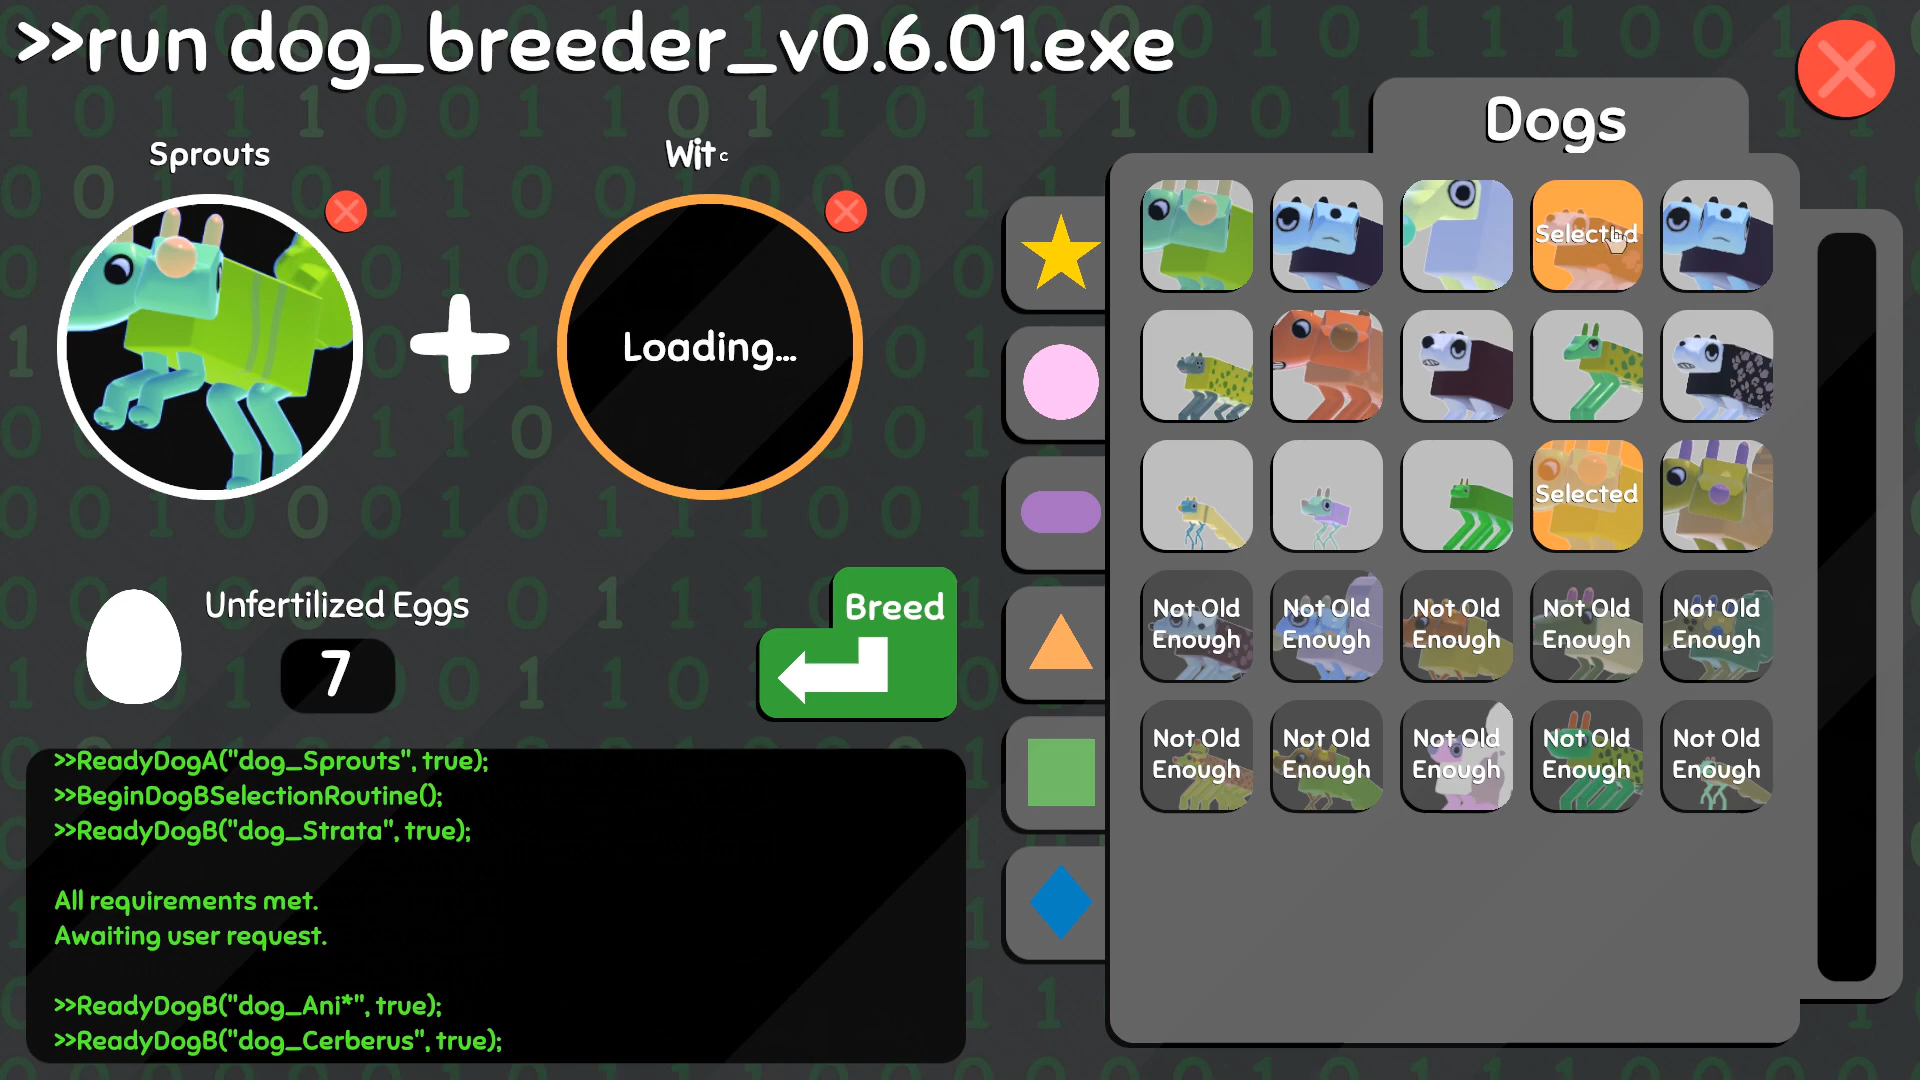 >>run dog_breeder_v0.6.01.exe
Dogs
Sprouts
Witc
Selected
Loading...
Selected
Unfertilized Eggs
7
Breed
Not Old Enough
Not Old Enough
Not Old Enough
Not Old Enough
Not Old Enough
Not Old Enough
Not Old Enough
Not Old Enough
Not Old Enough
Not Old Enough
>>ReadyDogA("dog_Sprouts", true);
>>BeginDogBSelectionRoutine();
>>ReadyDogB("dog_Strata", true);
All requirements met.
Awaiting user request.
>>ReadyDogB("dog_Ani*", true);
>>ReadyDogB("dog_Cerberus", true);